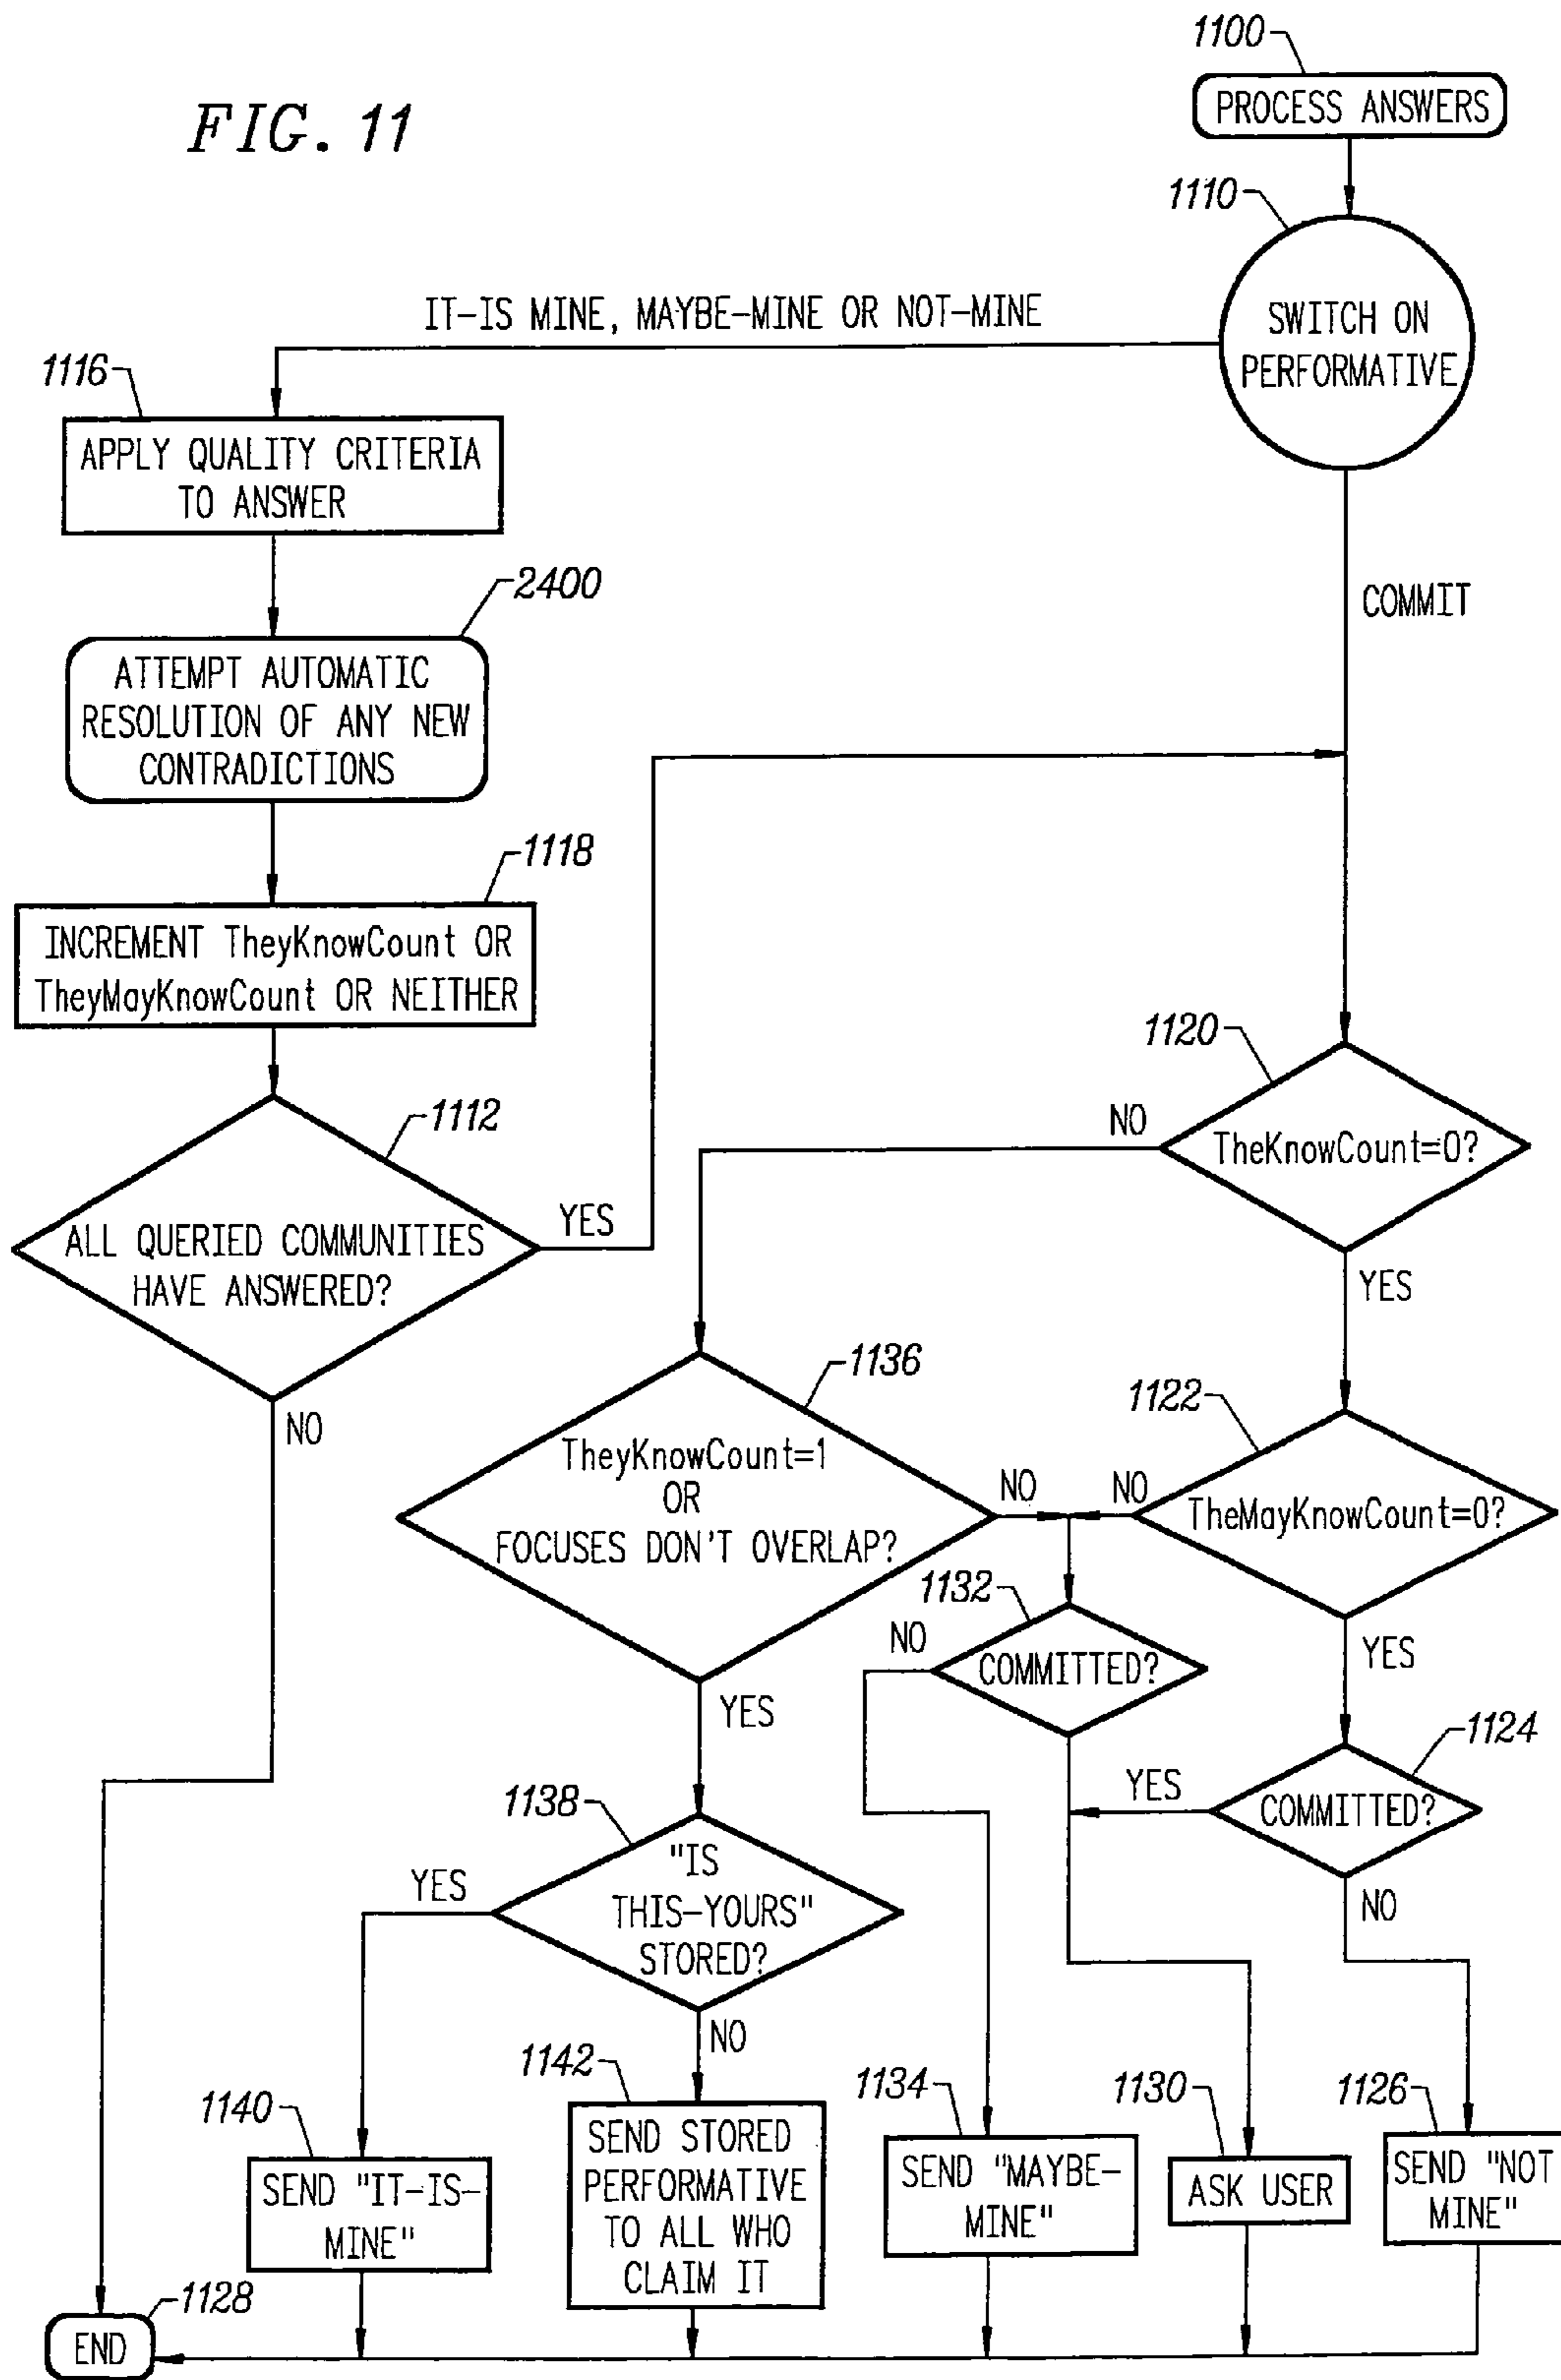 FIG. 11
1100
PROCESS ANSWERS
1110
SWITCH ON
PERFORMATIVE
IT-IS MINE, MAYBE-MINE OR NOT-MINE
1116
APPLY QUALITY CRITERIA
TO ANSWER
COMMIT
2400
ATTEMPT AUTOMATIC
RESOLUTION OF ANY NEW
CONTRADICTIONS
1118
INCREMENT TheyKnowCount OR
TheyMayKnowCount OR NEITHER
1112
ALL QUERIED COMMUNITIES
HAVE ANSWERED?
YES
NO
1120
TheKnowCount=0?
NO
YES
1136
TheyKnowCount=1
OR
FOCUSES DON'T OVERLAP?
NO
YES
1122
TheMayKnowCount=0?
NO
YES
1132
COMMITTED?
NO
1124
COMMITTED?
YES
NO
1138
"IS
THIS-YOURS"
STORED?
YES
NO
1140
SEND "IT-IS-
MINE"
1142
SEND STORED
PERFORMATIVE
TO ALL WHO
CLAIM IT
1134
SEND "MAYBE-
MINE"
1130
ASK USER
1126
SEND "NOT
MINE"
1128
END